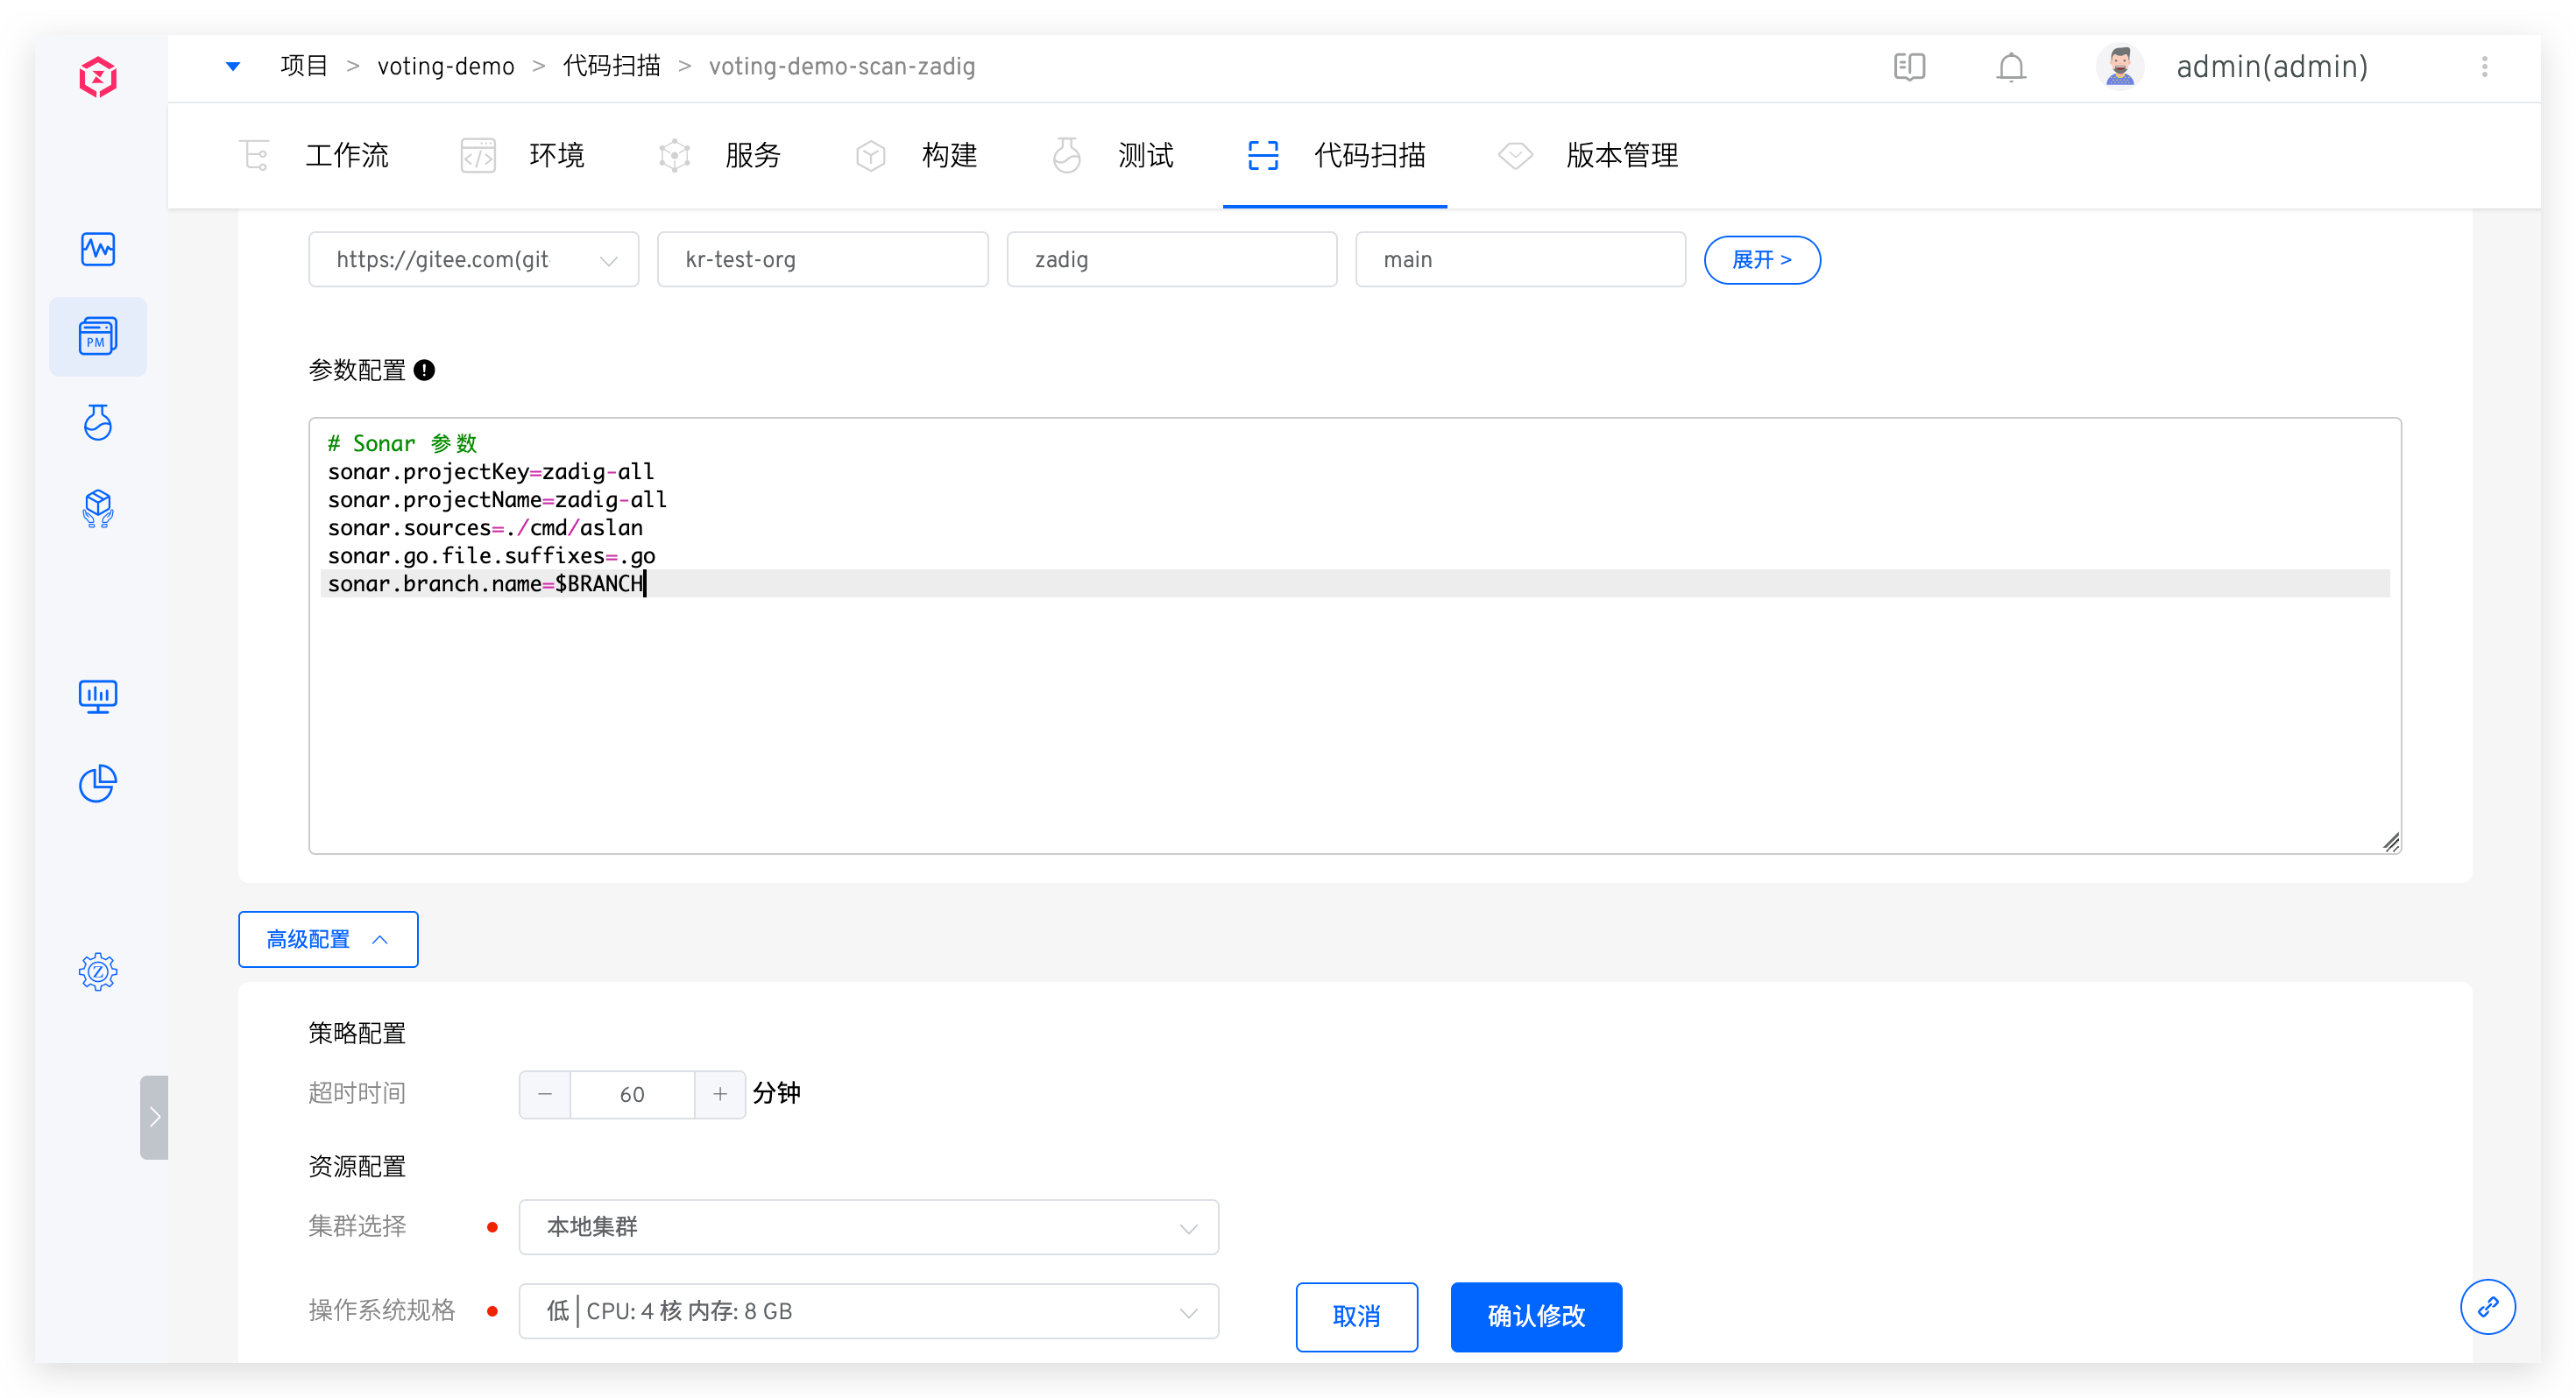 项目 > voting-demo > 代码扫描 > voting-demo-scan-zadig
admin(admin)
工作流 环境 服务 构建 测试 代码扫描 版本管理
https://gitee.com(git kr-test-org zadig main 展开 >
参数配置
# Sonar 参数
sonar.projectKey=zadig-all
sonar.projectName=zadig-all
sonar.sources=./cmd/aslan
sonar.go.file.suffixes=.go
sonar.branch.name=$BRANCH
PM
高级配置
策略配置
超时时间 − 60 + 分钟
资源配置
集群选择 本地集群
操作系统规格 低 | CPU: 4 核 内存: 8 GB
取消 确认修改